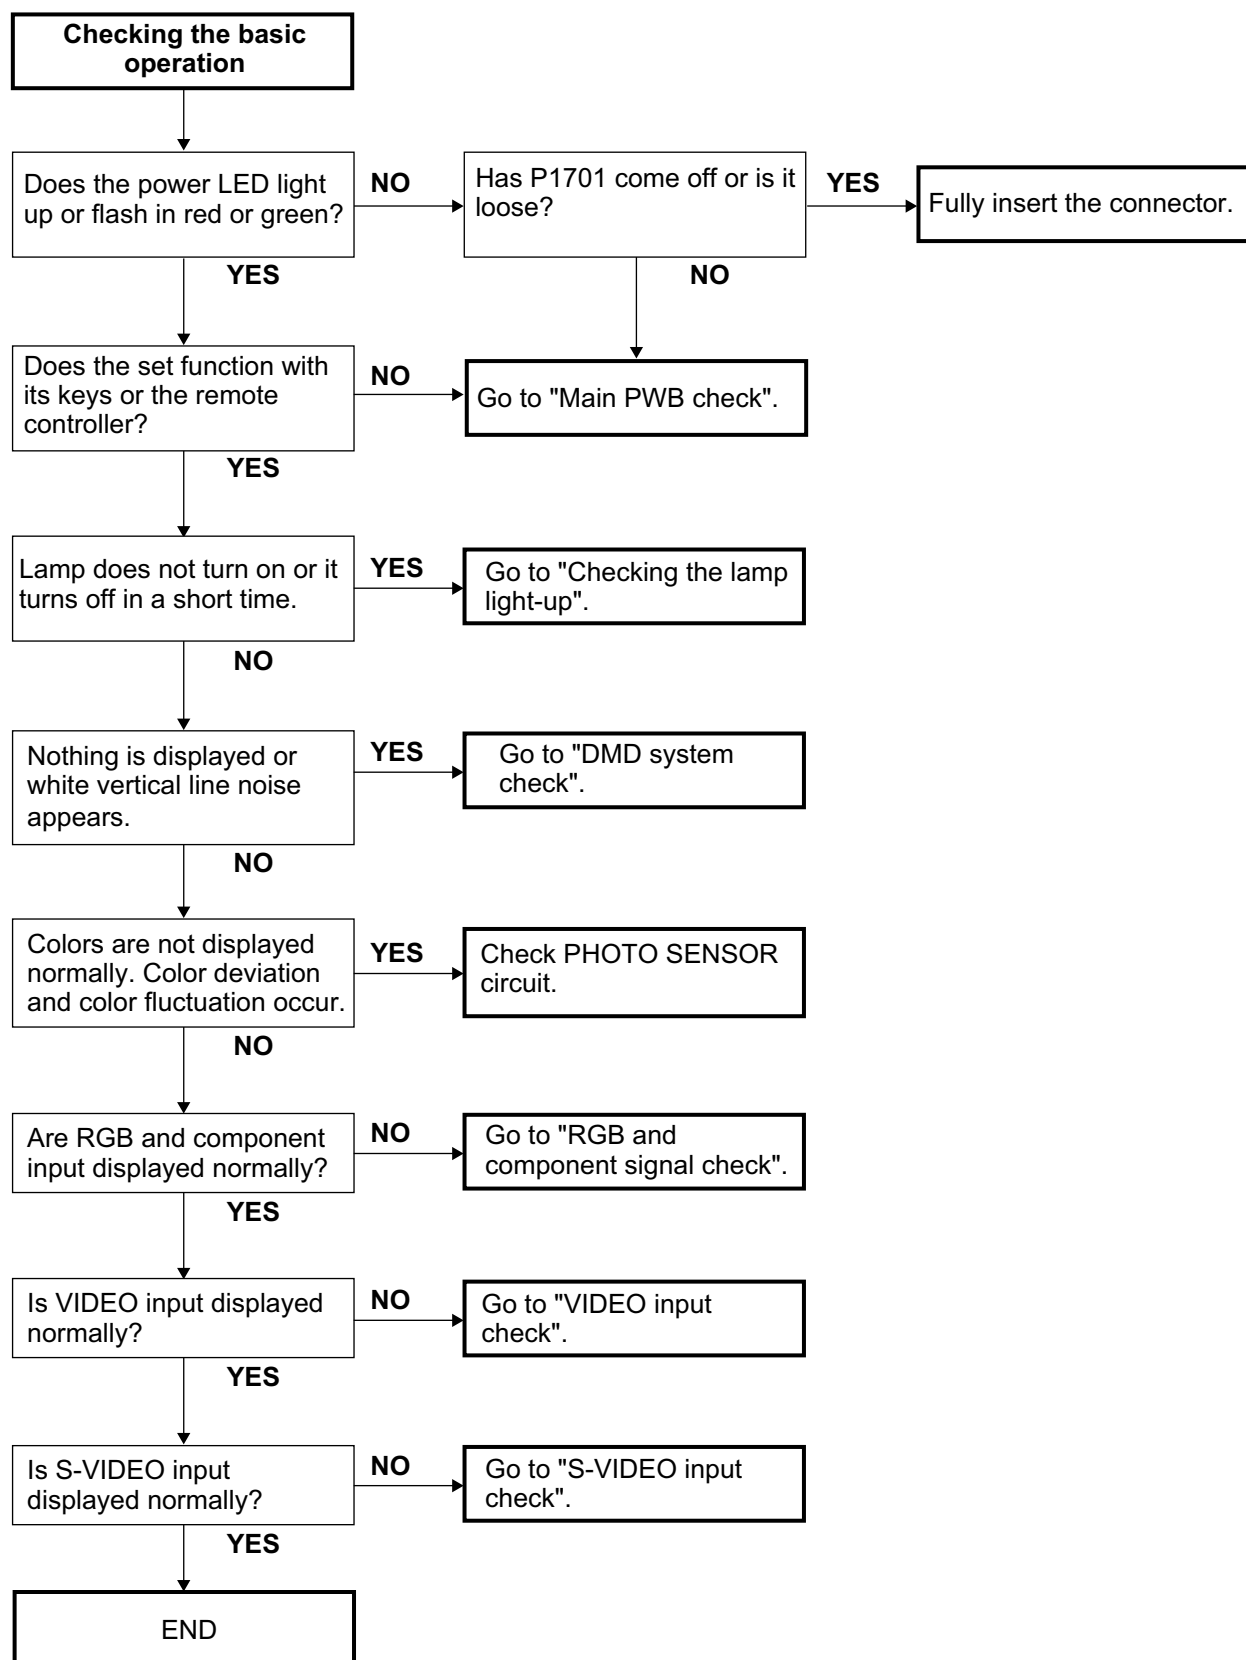 Checking the basic
operation
Does the power LED light
up or flash in red or green?
NO
Has P1701 come off or is it
loose?
YES
Fully insert the connector.
YES
NO
Does the set function with
its keys or the remote
controller?
NO
Go to "Main PWB check".
YES
Lamp does not turn on or it
turns off in a short time.
YES
Go to "Checking the lamp
light-up".
NO
Nothing is displayed or
white vertical line noise
appears.
YES
Go to "DMD system
check".
NO
Colors are not displayed
normally. Color deviation
and color fluctuation occur.
YES
Check PHOTO SENSOR
circuit.
NO
Are RGB and component
input displayed normally?
NO
Go to "RGB and
component signal check".
YES
Is VIDEO input displayed
normally?
NO
Go to "VIDEO input
check".
YES
Is S-VIDEO input
displayed normally?
NO
Go to "S-VIDEO input
check".
YES
END